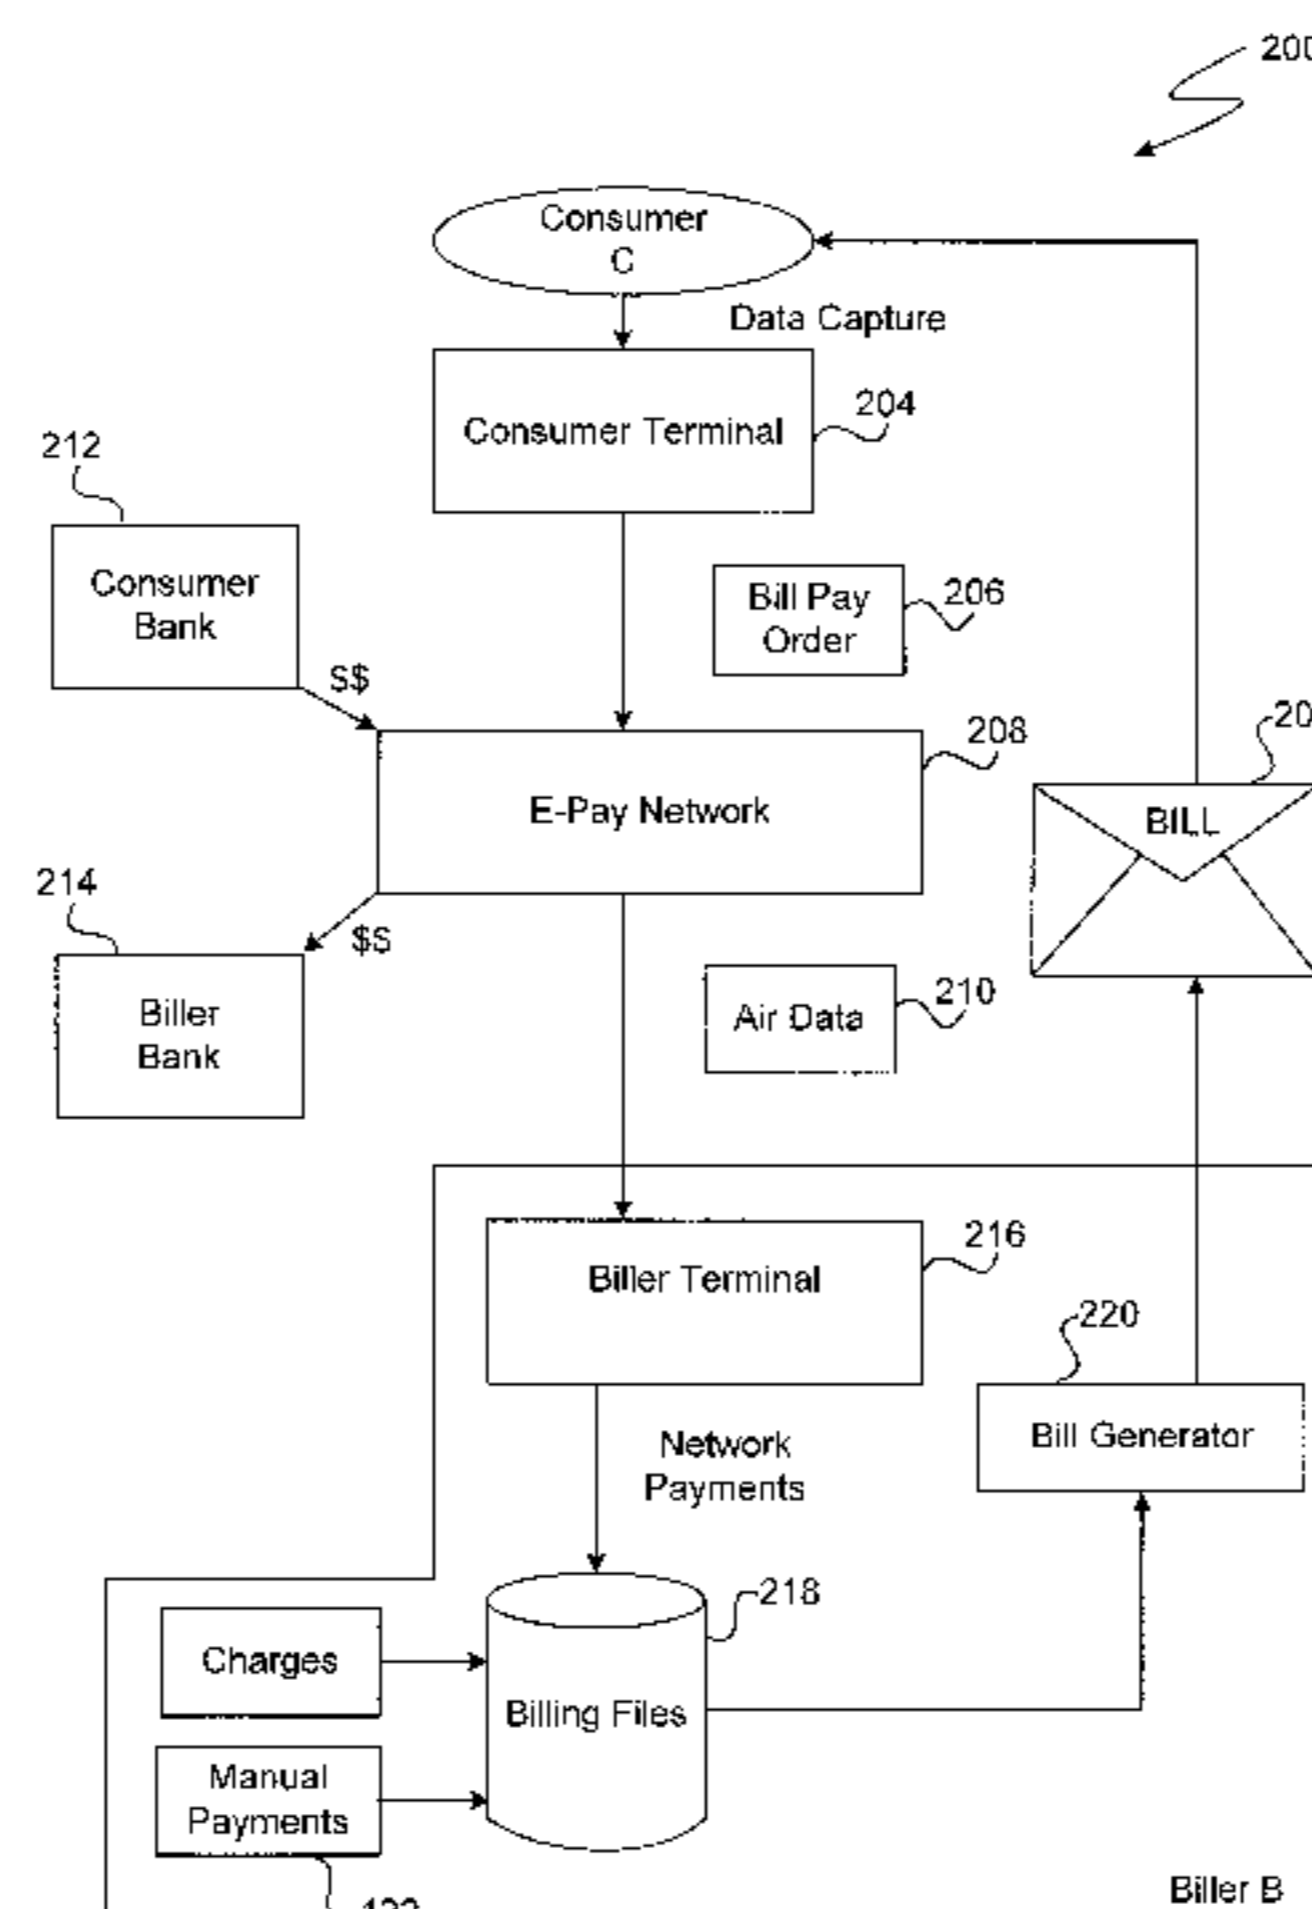 200
Consumer
C
Data Capture
Consumer Terminal
204
212
Consumer
Bank
Bill Pay
Order
206
$$
208
E-Pay Network
BILL
214
$$
Biller
Bank
Air Data
210
216
Biller Terminal
220
Bill Generator
Network
Payments
218
Charges
Billing Files
Manual
Payments
Biller B